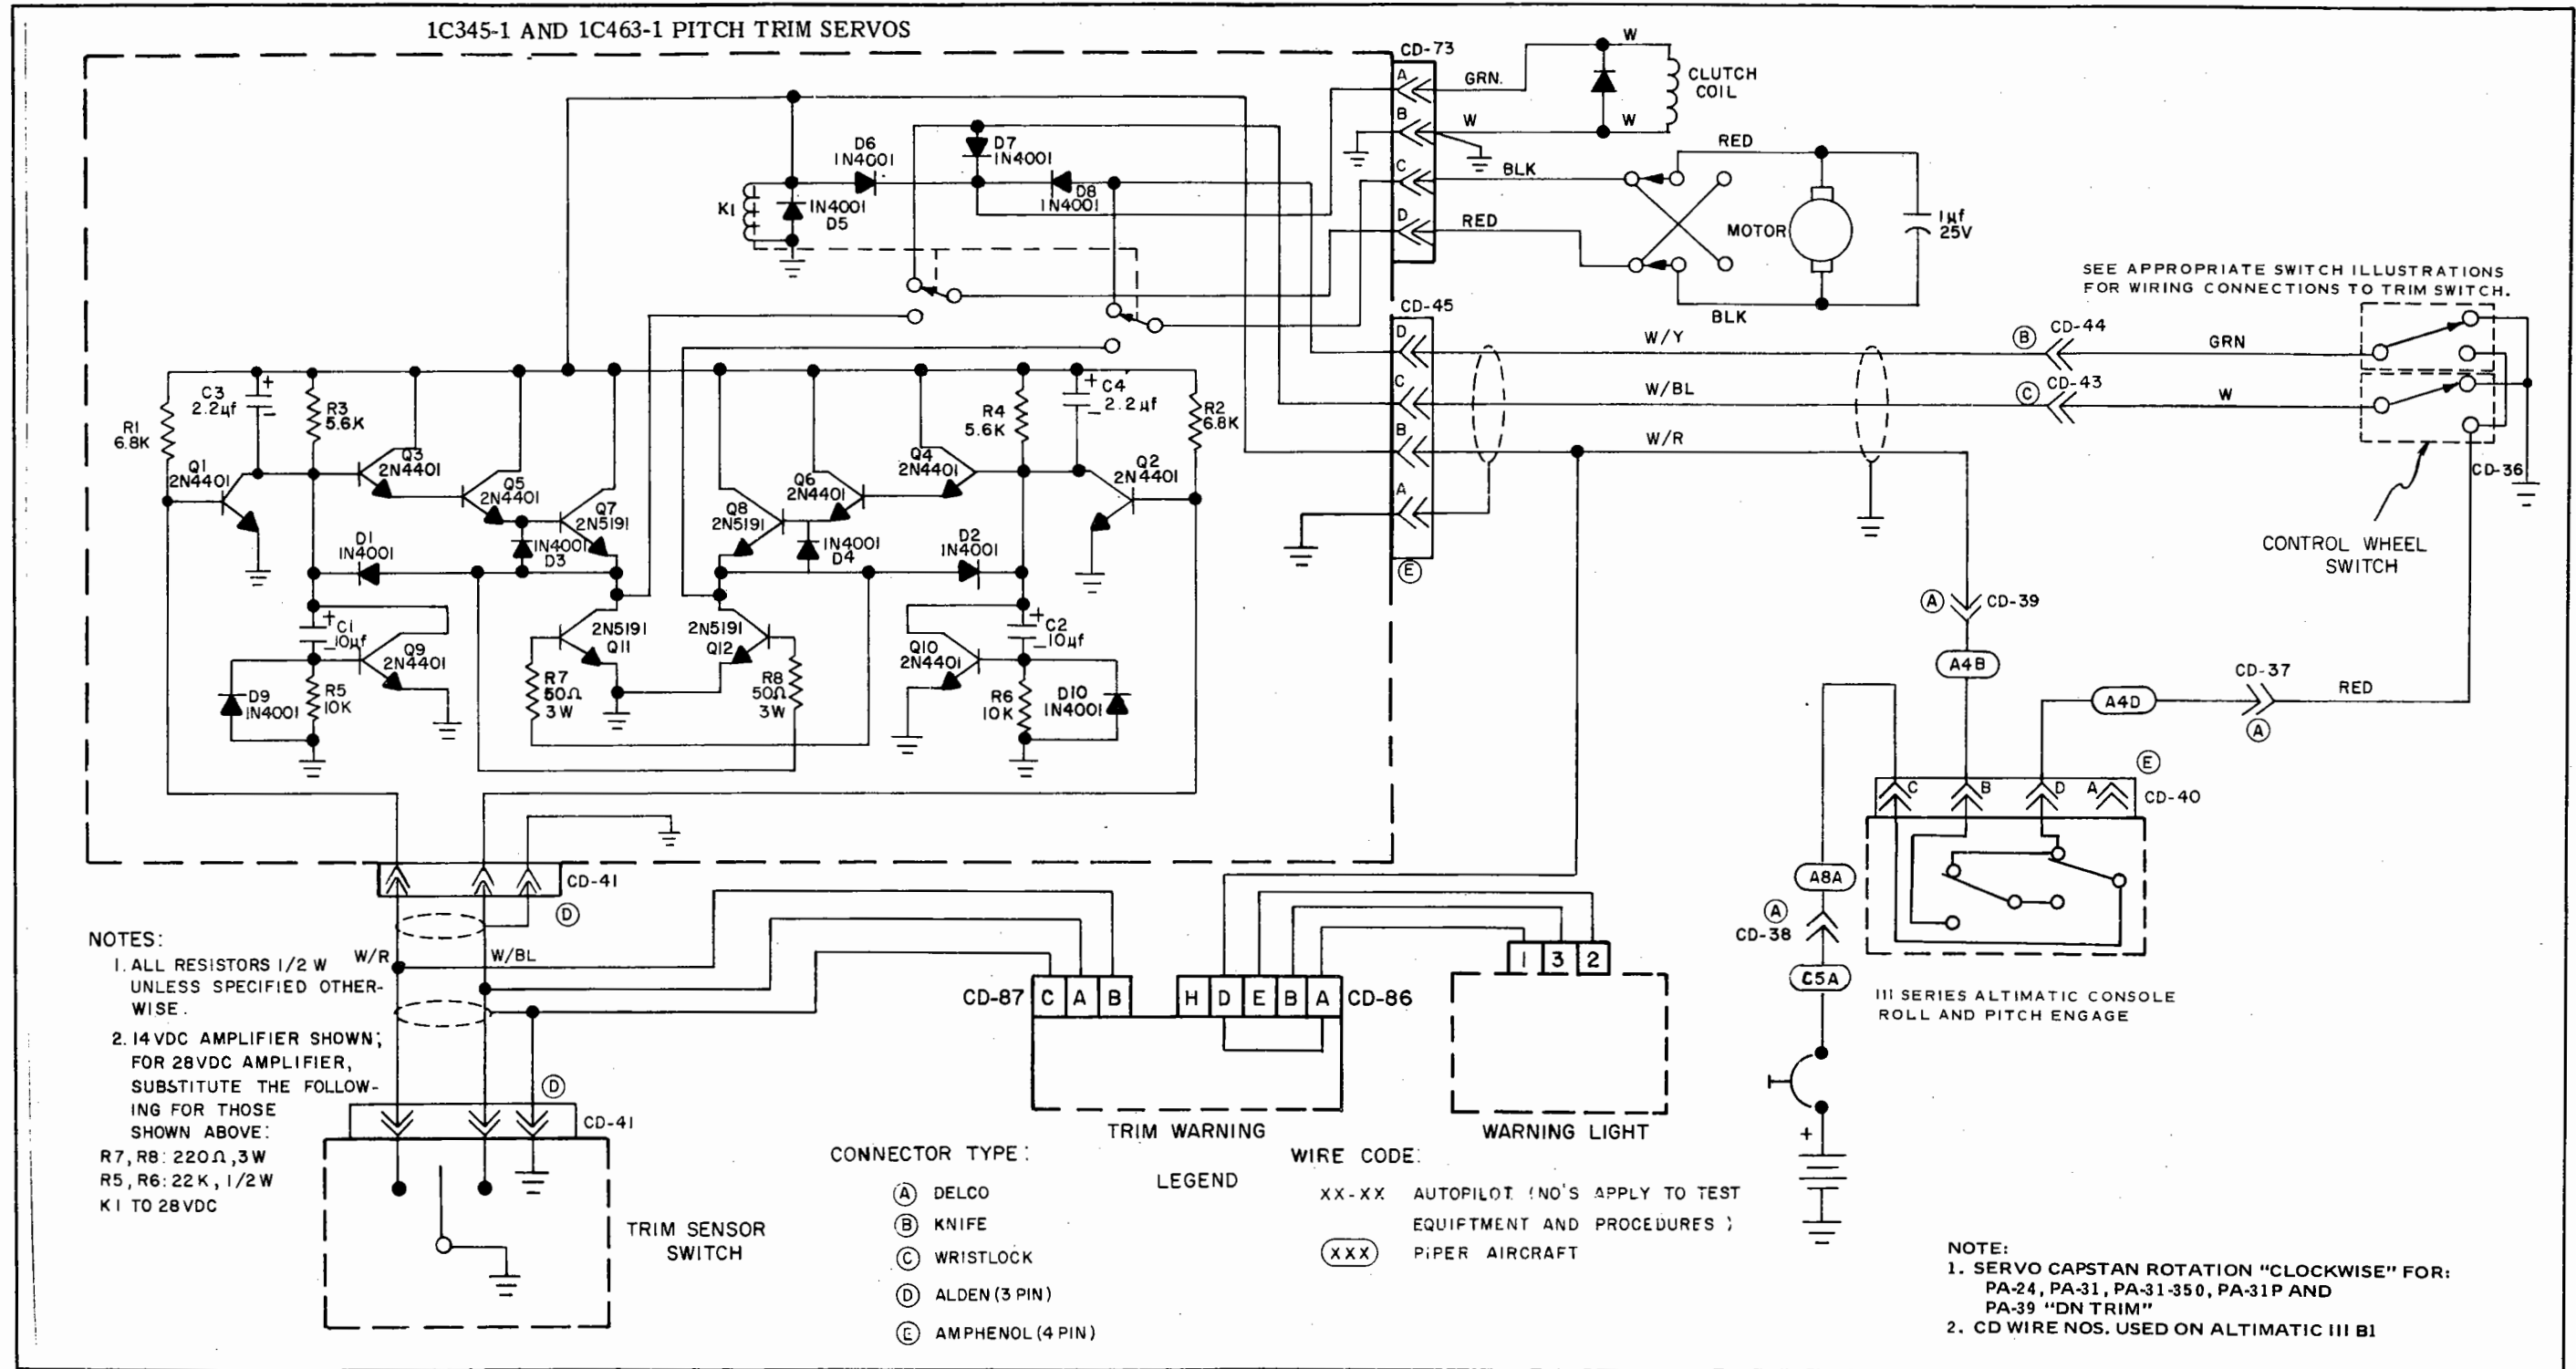 1C345-1 AND 1C463-1 PITCH TRIM SERVOS
CD-73
A
GRN.
W
CLUTCH
COIL
B
W
W
C
BLK
RED
D
RED
MOTOR
1µf
25V
BLK
D6
1N4001
D7
1N4001
K1
1N4001
D5
D8
1N4001
SEE APPROPRIATE SWITCH ILLUSTRATIONS
FOR WIRING CONNECTIONS TO TRIM SWITCH.
CD-45
D
W/Y
B
CD-44
GRN
C
W/BL
C
CD-43
W
B
W/R
CD-36
A
E
CONTROL WHEEL
SWITCH
C3
2.2µf
+
-
R3
5.6K
R1
6.8K
Q1
2N4401
Q3
2N4401
Q5
2N4401
Q7
2N5191
Q8
2N5191
Q6
2N4401
Q4
2N4401
R4
5.6K
+
C4
2.2µf
-
R2
6.8K
Q2
2N4401
D1
1N4001
1N4001
D3
1N4001
D4
D2
1N4001
+
C1
10µf
-
Q9
2N4401
2N5191
Q11
2N5191
Q12
Q10
2N4401
+
C2
10µf
-
D9
1N4001
R5
10K
R7
50Ω
3W
R8
50Ω
3W
R6
10K
D10
1N4001
A
CD-39
A4B
A4D
CD-37
A
RED
E
C
B
D
A
CD-40
A8A
A
CD-38
C5A
+
III SERIES ALTIMATIC CONSOLE
ROLL AND PITCH ENGAGE
CD-41
D
W/R
W/BL
D
CD-41
TRIM SENSOR
SWITCH
NOTES:
1. ALL RESISTORS 1/2 W
UNLESS SPECIFIED OTHER-
WISE.
2. 14VDC AMPLIFIER SHOWN;
FOR 28VDC AMPLIFIER,
SUBSTITUTE THE FOLLOW-
ING FOR THOSE
SHOWN ABOVE:
R7, R8: 220Ω, 3W
R5, R6: 22K, 1/2W
K1 TO 28VDC
CD-87
C
A
B
H
D
E
B
A
CD-86
TRIM WARNING
1
3
2
WARNING LIGHT
LEGEND
CONNECTOR TYPE:
A DELCO
B KNIFE
C WRISTLOCK
D ALDEN (3 PIN)
E AMPHENOL (4 PIN)
WIRE CODE:
XX-XX AUTOPILOT (NO'S APPLY TO TEST
EQUIFTMENT AND PROCEDURES )
XXX PIPER AIRCRAFT
NOTE:
1. SERVO CAPSTAN ROTATION "CLOCKWISE" FOR:
PA-24, PA-31, PA-31-350, PA-31P AND
PA-39 "DN TRIM"
2. CD WIRE NOS. USED ON ALTIMATIC III B1